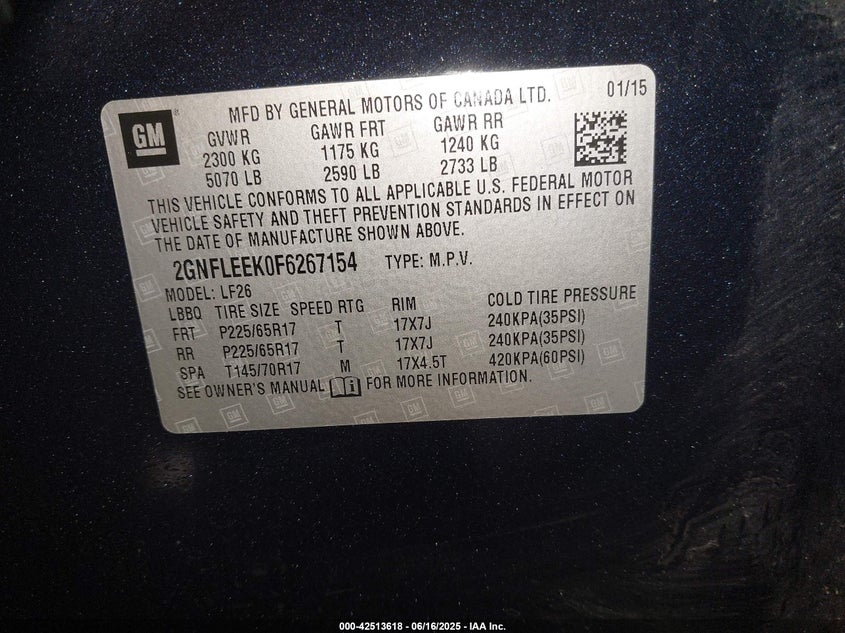 GM
MFD BY GENERAL MOTORS OF CANADA LTD. 01/15
GVWR GAWR FRT GAWR RR
2300 KG 1175 KG 1240 KG
5070 LB 2590 LB 2733 LB
THIS VEHICLE CONFORMS TO ALL APPLICABLE U.S. FEDERAL MOTOR
VEHICLE SAFETY AND THEFT PREVENTION STANDARDS IN EFFECT ON
THE DATE OF MANUFACTURE SHOWN ABOVE.
2GNFLEEK0F6267154 TYPE: M.P.V.
MODEL: LF26
LBBQ TIRE SIZE SPEED RTG RIM COLD TIRE PRESSURE
FRT P225/65R17 T 17X7J 240KPA(35PSI)
RR P225/65R17 T 17X7J 240KPA(35PSI)
SPA T145/70R17 M 17X4.5T 420KPA(60PSI)
SEE OWNER'S MANUAL FOR MORE INFORMATION.
000-42513618 - 06/16/2025 - IAA Inc.